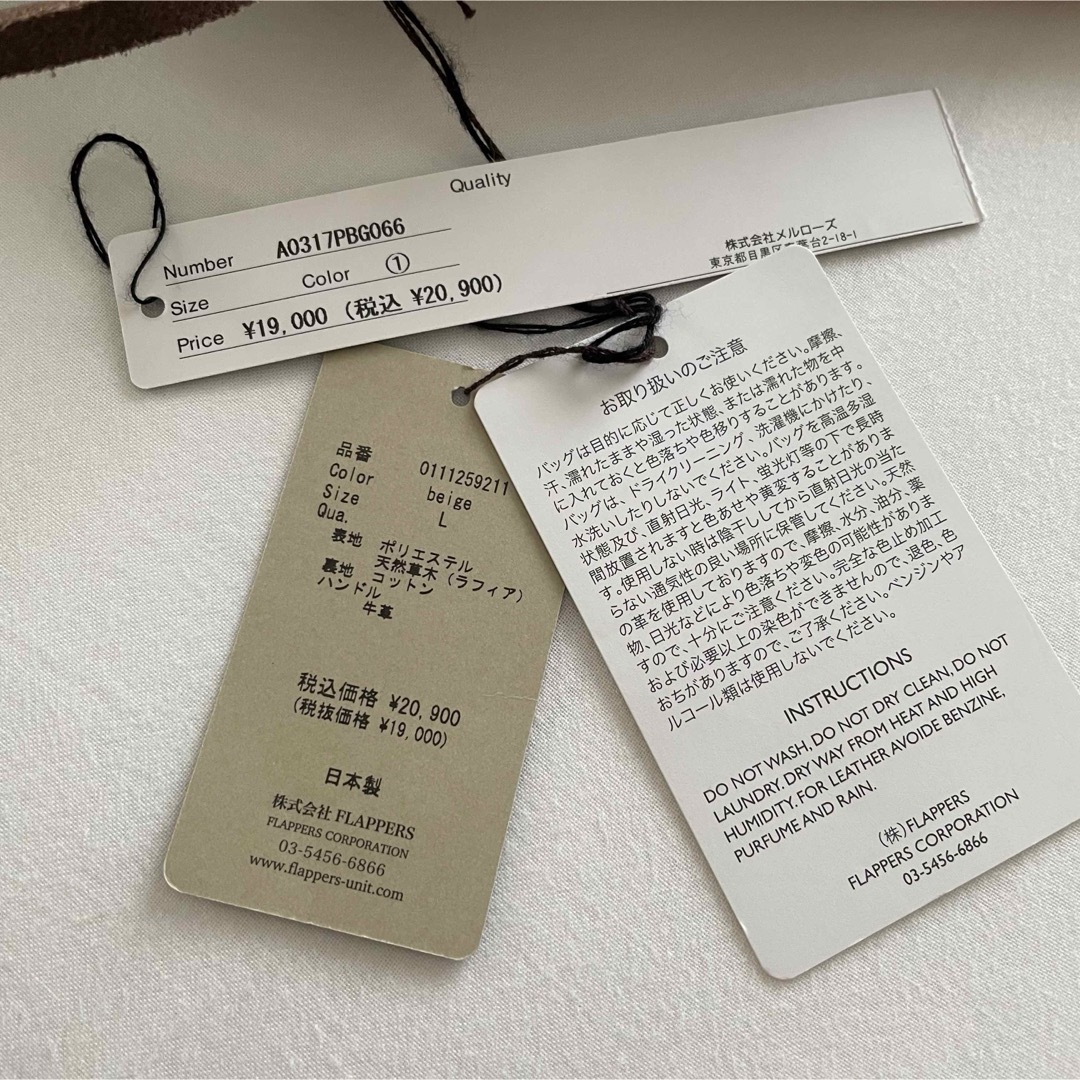 Quality
Number A0317PBG066
Size Color ①
Price ¥19,000 (税込 ¥20,900)
株式会社メルローズ
東京都目黒区 葉台2-18-1
品番 0111259211
Color beige
Size L
Qua.
表地 ポリエステル
天然草木(ラフィア)
裏地 コットン
ハンドル
牛革
税込価格 ¥20,900
(税抜価格 ¥19,000)
日本製
株式会社 FLAPPERS
FLAPPERS CORPORATION
03-5456-6866
www.flappers-unit.com
お取り扱いのご注意
バッグは目的に応じて正しくお使いください。摩擦、
汗、濡れたままや湿った状態、または濡れた物を中
に入れておくと色落ちや色移りすることがあります。
バッグは、ドライクリーニング、洗濯機にかけたり、
水洗いしたりしないでください。バッグを高温多湿
状態及び、直射日光、ライト、蛍光灯等の下で長時
間放置されますと色あせや黄変することがありま
す。使用しない時は陰干ししてから直射日光の当た
らない通気性の良い場所に保管してください。天然
の革を使用しておりますので、摩擦、水分、油分、薬
物、日光などにより色落ちや変色の可能性がありま
すので、十分にご注意ください。完全な色止め加工
および必要以上の染色ができませんので、退色、色
おちがありますので、ご了承ください。ベンジンやア
ルコール類は使用しないでください。
INSTRUCTIONS
DO NOT WASH, DO NOT DRY CLEAN, DO NOT
LAUNDRY. DRY WAY FROM HEAT AND HIGH
HUMIDITY. FOR LEATHER AVOIDE BENZINE,
PURFUME AND RAIN.
(株)FLAPPERS
FLAPPERS CORPORATION
03-5456-6866